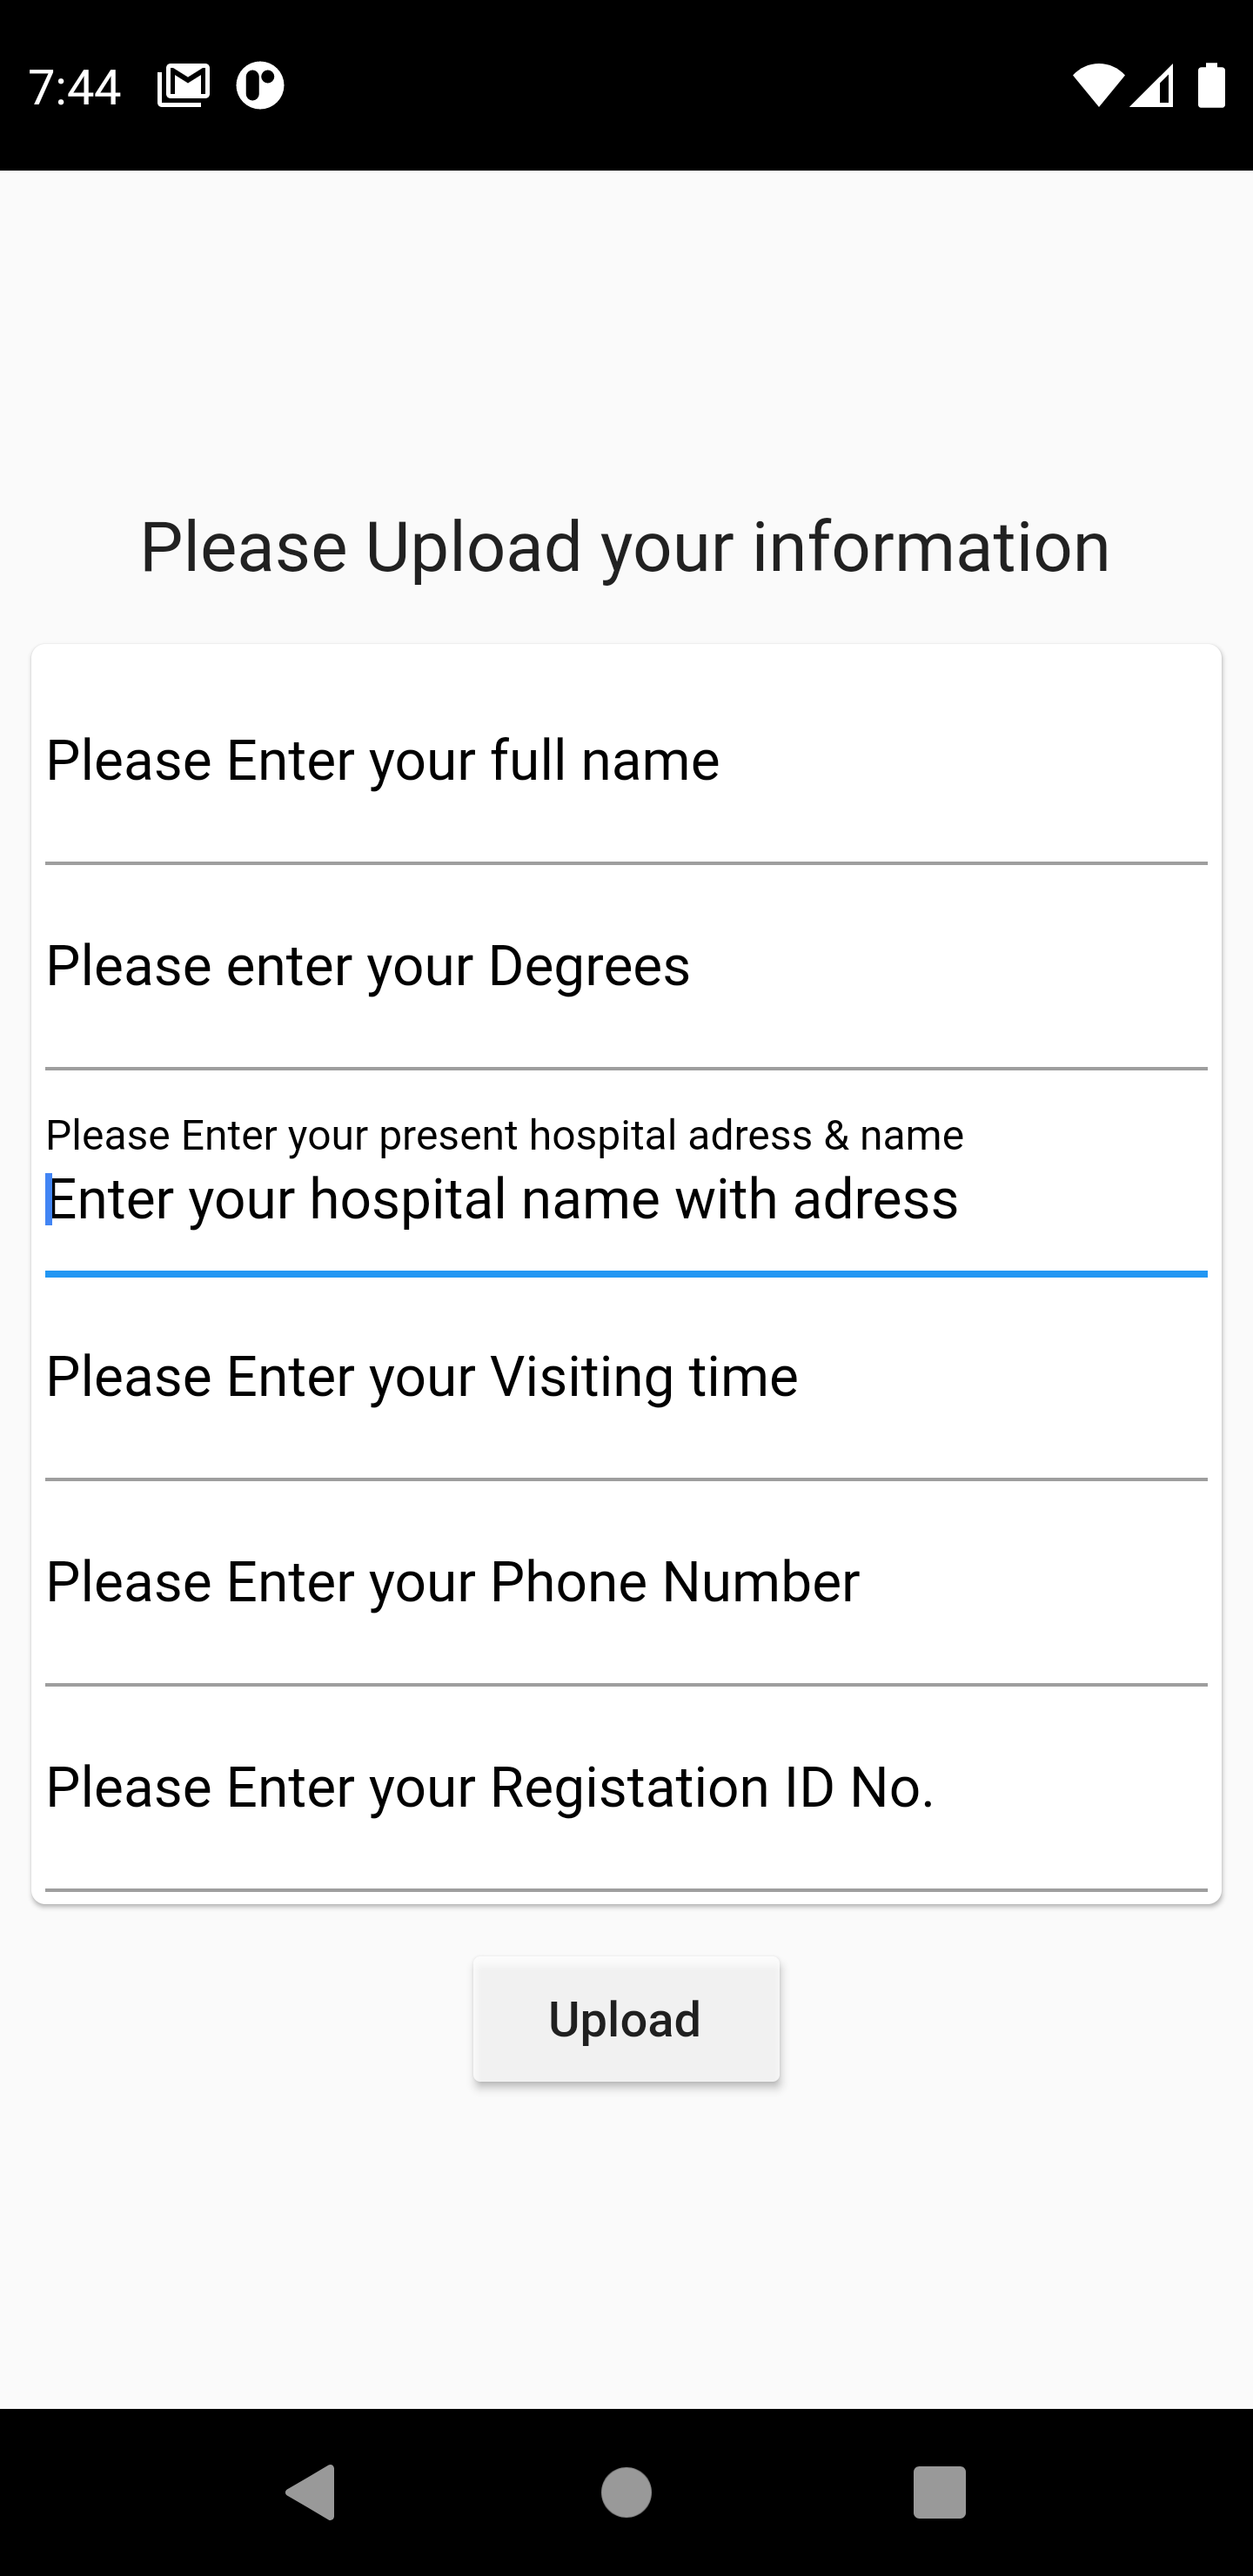 7:44
Please Upload your information
Please Enter your full name
Please enter your Degrees
Please Enter your present hospital adress & name
Enter your hospital name with adress
Please Enter your Visiting time
Please Enter your Phone Number
Please Enter your Registation ID No.
Upload